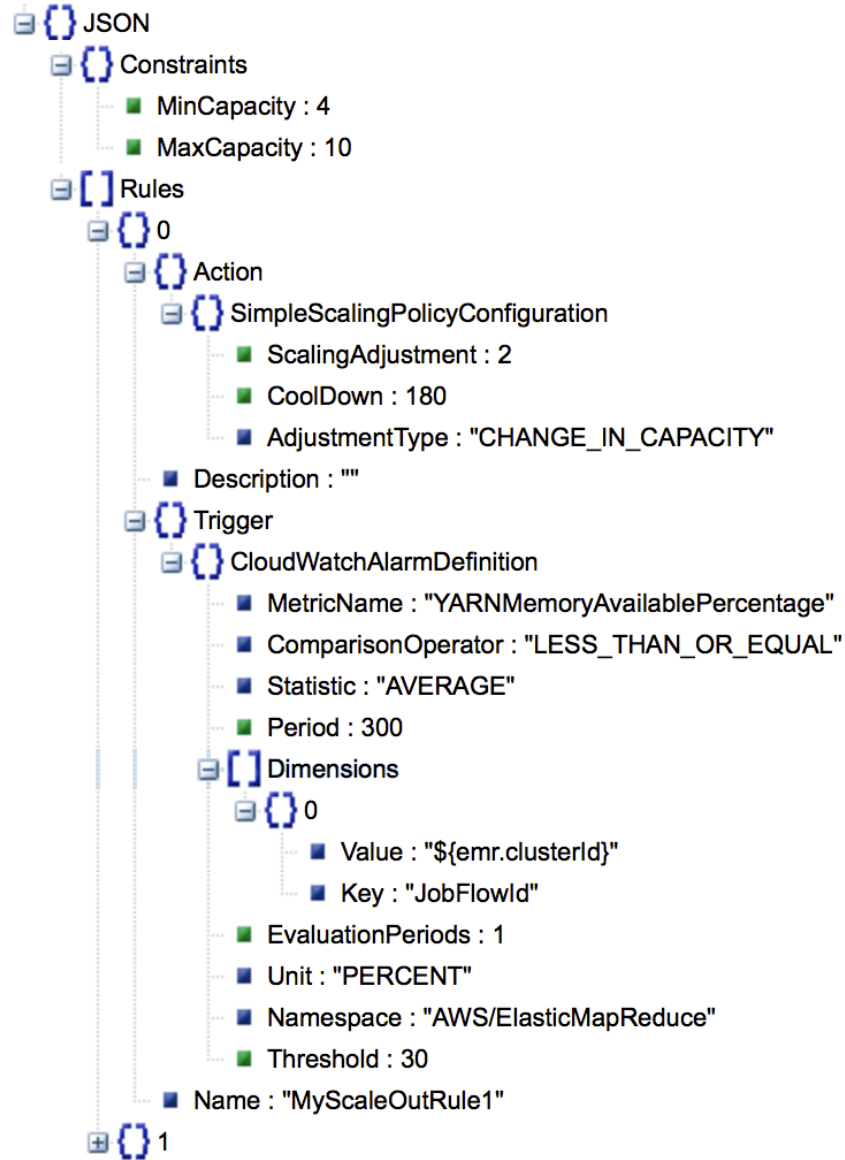 JSON
Constraints
MinCapacity : 4
MaxCapacity : 10
Rules
0
Action
SimpleScalingPolicyConfiguration
ScalingAdjustment : 2
CoolDown : 180
AdjustmentType : "CHANGE_IN_CAPACITY"
Description : ""
Trigger
CloudWatchAlarmDefinition
MetricName : "YARNMemoryAvailablePercentage"
ComparisonOperator : "LESS_THAN_OR_EQUAL"
Statistic : "AVERAGE"
Period : 300
Dimensions
0
Value : "${emr.clusterId}"
Key : "JobFlowId"
EvaluationPeriods : 1
Unit : "PERCENT"
Namespace : "AWS/ElasticMapReduce"
Threshold : 30
Name : "MyScaleOutRule1"
1